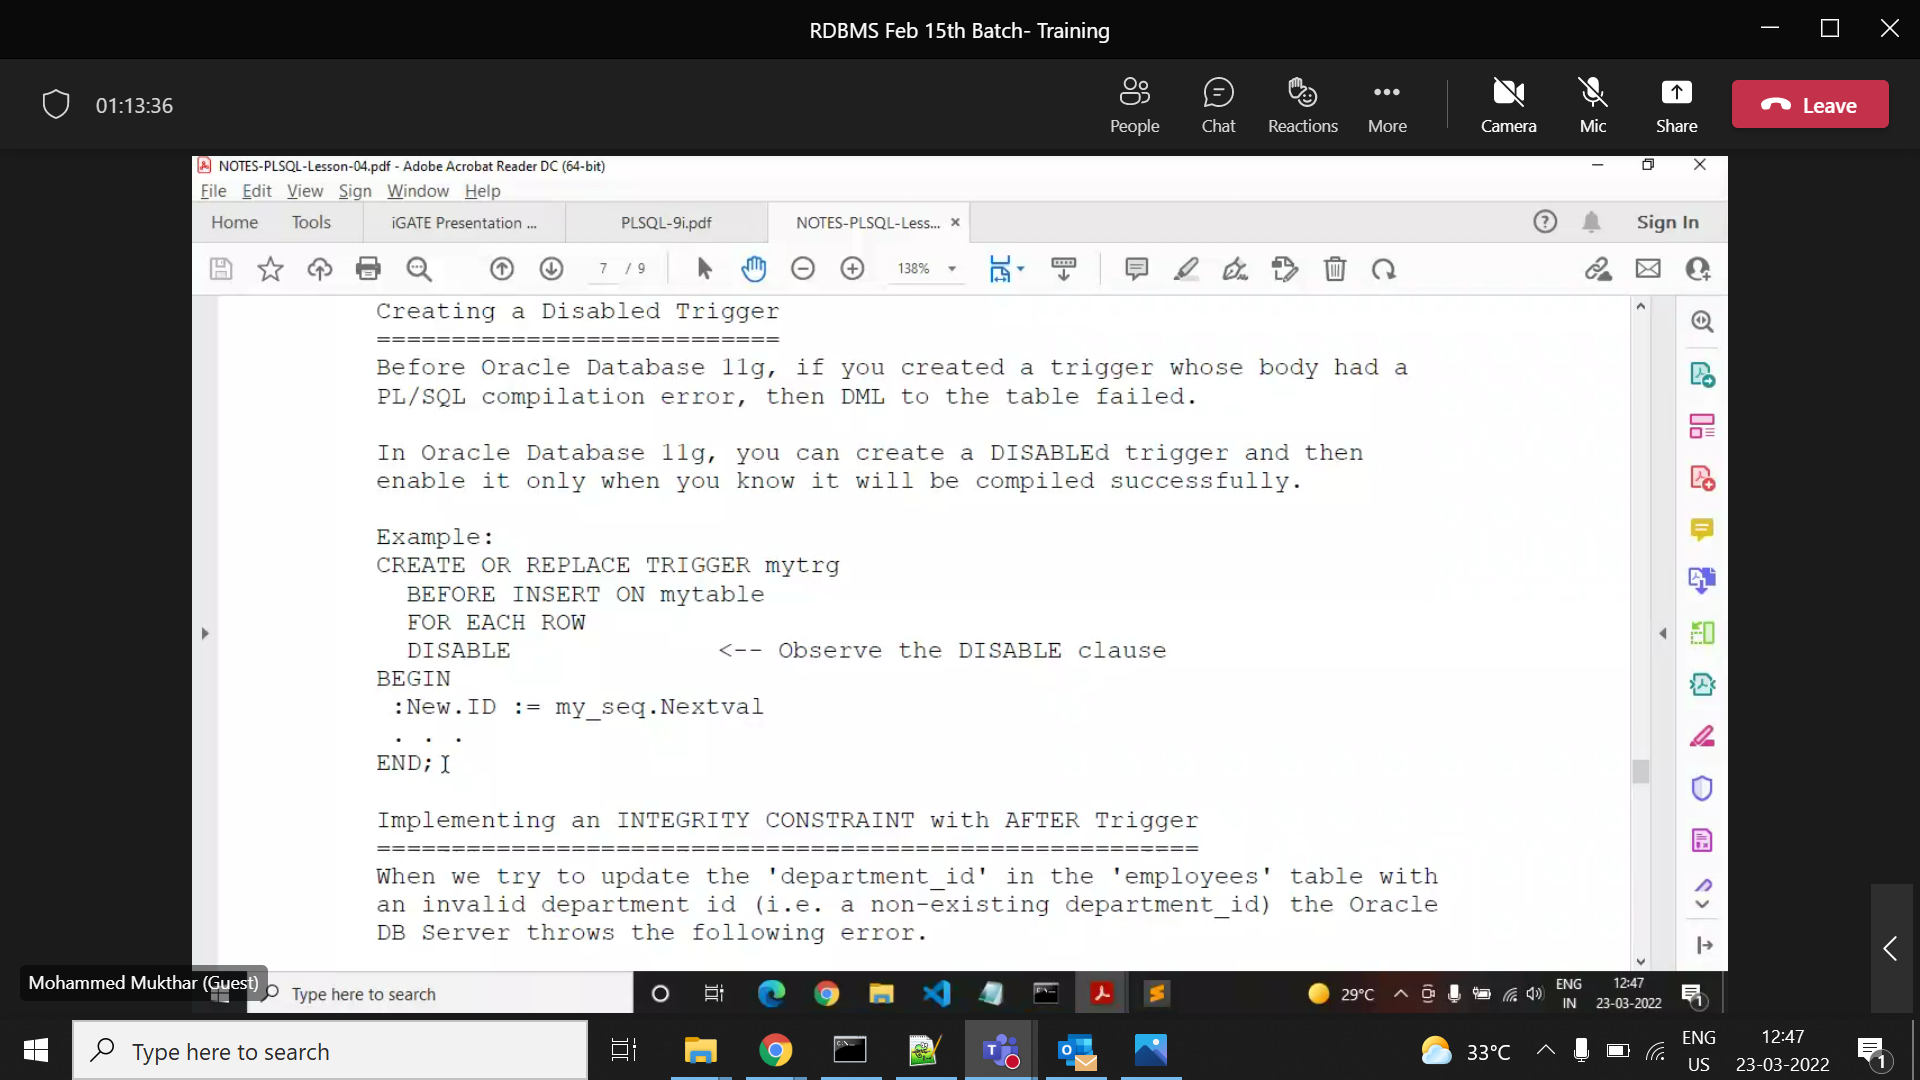 RDBMS Feb 15th Batch- Training
01:13:36
People
Chat
Reactions
More
Camera
Mic
Share
Leave
NOTES-PLSQL-Lesson-04.pdf - Adobe Acrobat Reader DC (64-bit)
File Edit View Sign Window Help
Home Tools iGATE Presentation ... PLSQL-9i.pdf NOTES-PLSQL-Less... × Sign In
7 / 9 138%
Creating a Disabled Trigger
===========================
Before Oracle Database 11g, if you created a trigger whose body had a
PL/SQL compilation error, then DML to the table failed.
In Oracle Database 11g, you can create a DISABLEd trigger and then
enable it only when you know it will be compiled successfully.
Example:
CREATE OR REPLACE TRIGGER mytrg
BEFORE INSERT ON mytable
FOR EACH ROW
DISABLE <-- Observe the DISABLE clause
BEGIN
:New.ID := my_seq.Nextval
. . .
END;
Implementing an INTEGRITY CONSTRAINT with AFTER Trigger
=======================================================
When we try to update the 'department_id' in the 'employees' table with
an invalid department id (i.e. a non-existing department_id) the Oracle
DB Server throws the following error.
Mohammed Mukthar (Guest)
Type here to search
29°C
ENG
IN
12:47
23-03-2022
1
Type here to search
33°C
ENG
US
12:47
23-03-2022
1